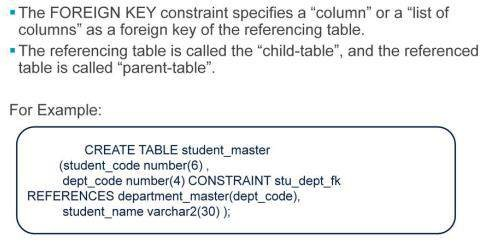 ▪ The FOREIGN KEY constraint specifies a “column” or a “list of
columns” as a foreign key of the referencing table.
▪ The referencing table is called the “child-table”, and the referenced
table is called “parent-table”.
For Example:
CREATE TABLE student_master
(student_code number(6) ,
dept_code number(4) CONSTRAINT stu_dept_fk
REFERENCES department_master(dept_code),
student_name varchar2(30) );